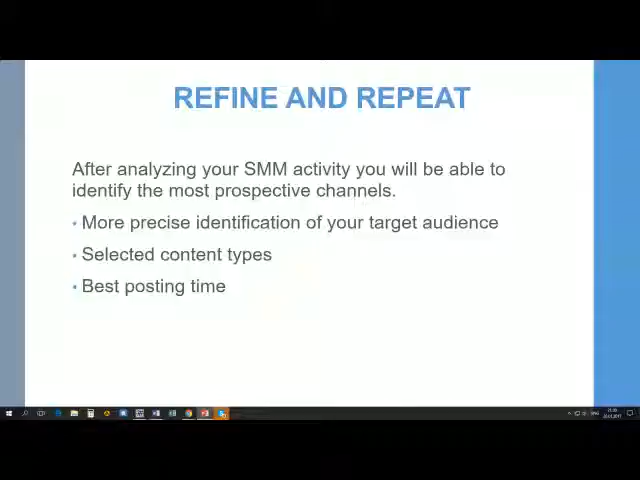 REFINE AND REPEAT
After analyzing your SMM activity you will be able to
identify the most prospective channels.
• More precise identification of your target audience
• Selected content types
• Best posting time
ENG